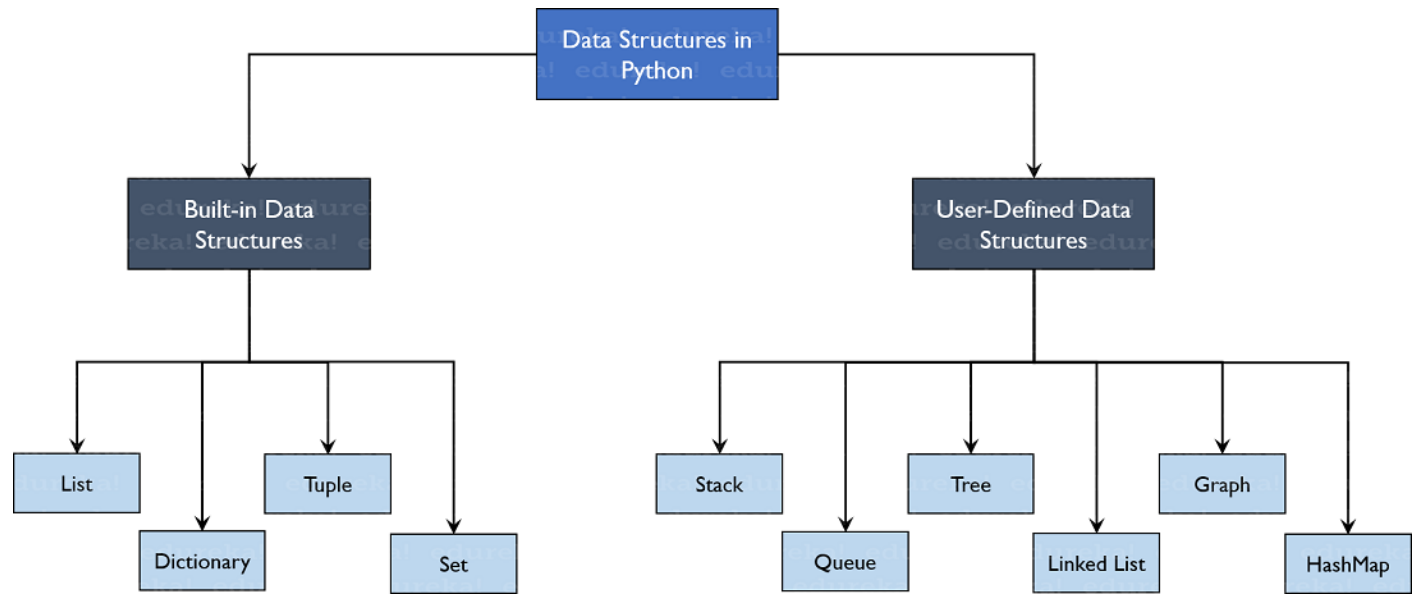 Data Structures in
Python
Built-in Data
Structures
User-Defined Data
Structures
List
Tuple
Stack
Tree
Graph
Dictionary
Set
Queue
Linked List
HashMap
edureka!